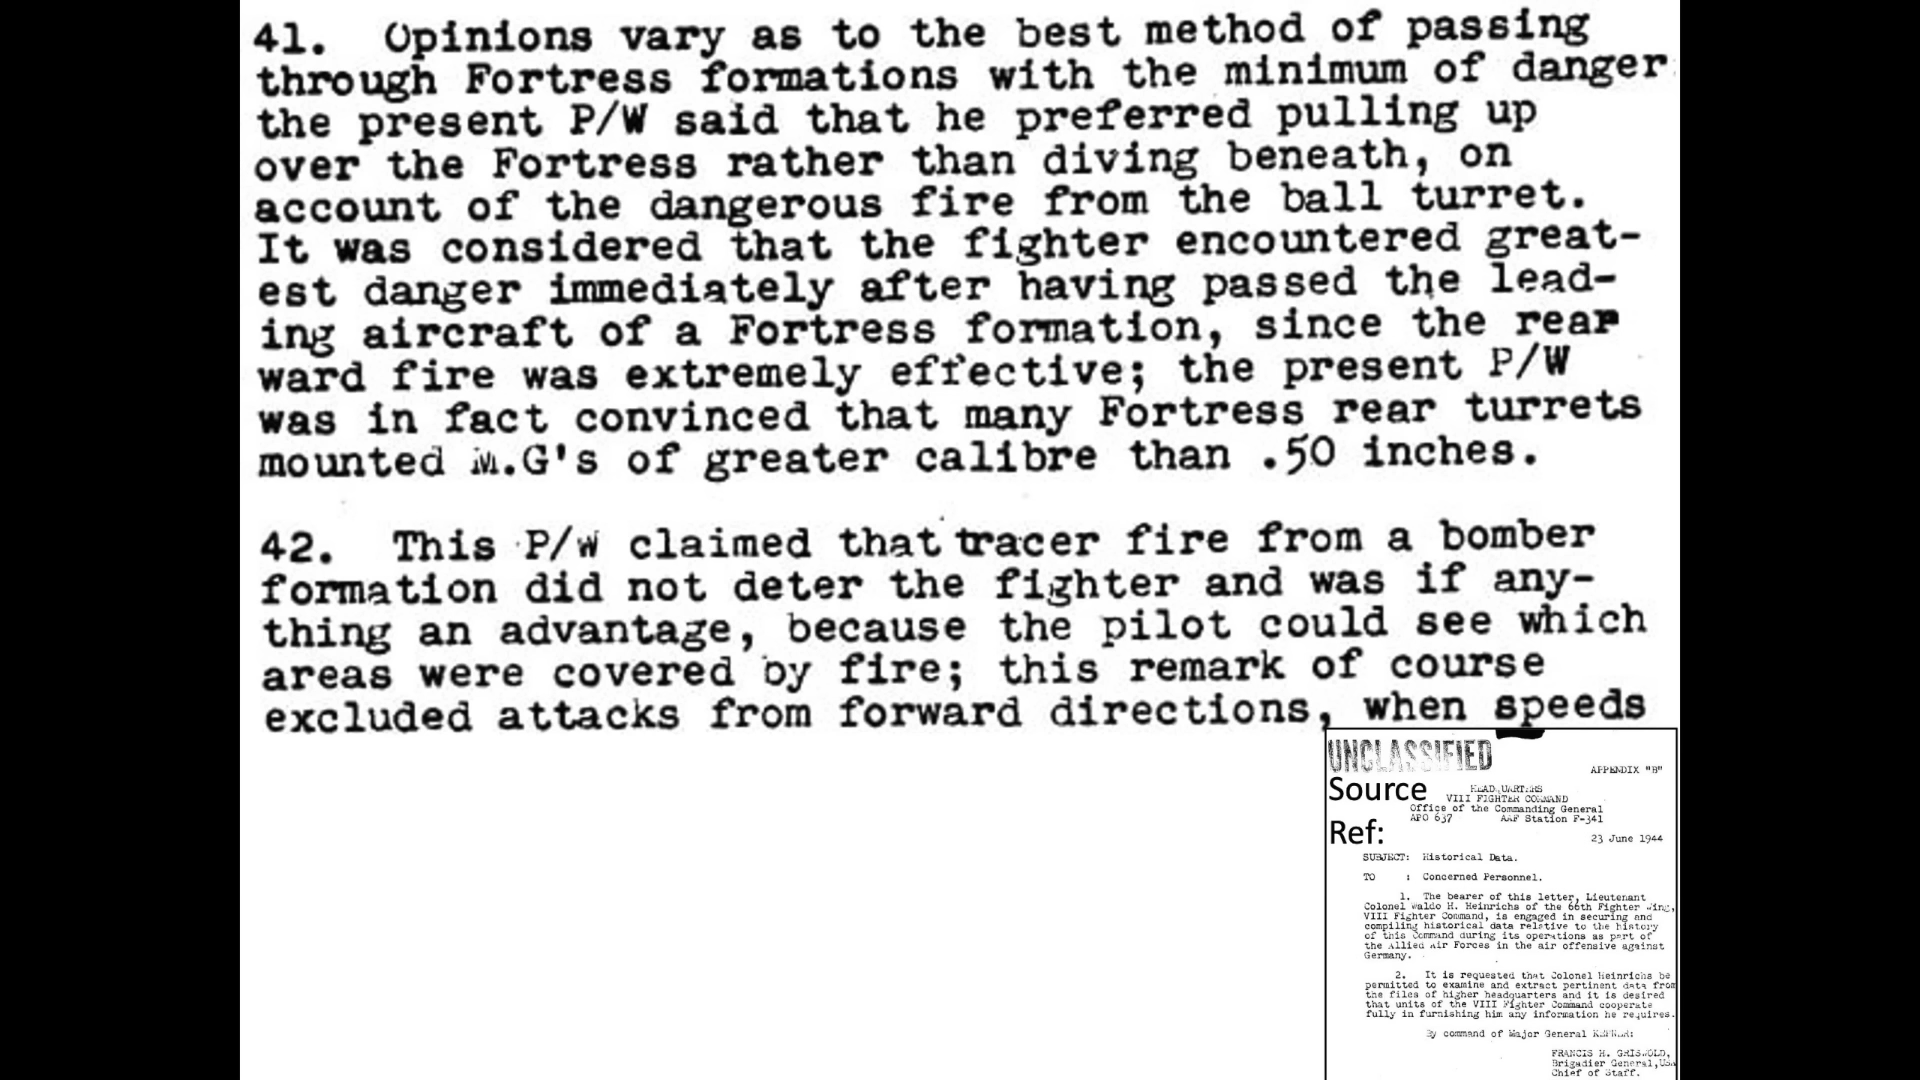 41. Opinions vary as to the best method of passing
through Fortress formations with the minimum of danger
the present P/W said that he preferred pulling up
over the Fortress rather than diving beneath, on
account of the dangerous fire from the ball turret.
It was considered that the fighter encountered great-
est danger immediately after having passed the lead-
ing aircraft of a Fortress formation, since the rear
ward fire was extremely effective; the present P/W
was in fact convinced that many Fortress rear turrets
mounted M.G's of greater calibre than .50 inches.
42. This P/W claimed that tracer fire from a bomber
formation did not deter the fighter and was if any-
thing an advantage, because the pilot could see which
areas were covered by fire; this remark of course
excluded attacks from forward directions, when speeds
UNCLASSIFIED
APPENDIX "B"
Source
Ref:
HEADQUARTERS
VIII FIGHTER COMMAND
Office of the Commanding General
APO 637 AAF Station F-341
23 June 1944
SUBJECT: Historical Data.
TO : Concerned Personnel.
1. The bearer of this letter, Lieutenant
Colonel Waldo H. Heinrichs of the 66th Fighter Wing,
VIII Fighter Command, is engaged in securing and
compiling historical data relative to the history
of this Command during its operations as part of
the Allied Air Forces in the air offensive against
Germany.
2. It is requested that Colonel Heinrichs be
permitted to examine and extract pertinent data from
the files of higher headquarters and it is desired
that units of the VIII Fighter Command cooperate
fully in furnishing him any information he requires.
By command of Major General KEPNER:
FRANCIS H. GRISWOLD,
Brigadier General, USA
Chief of Staff.